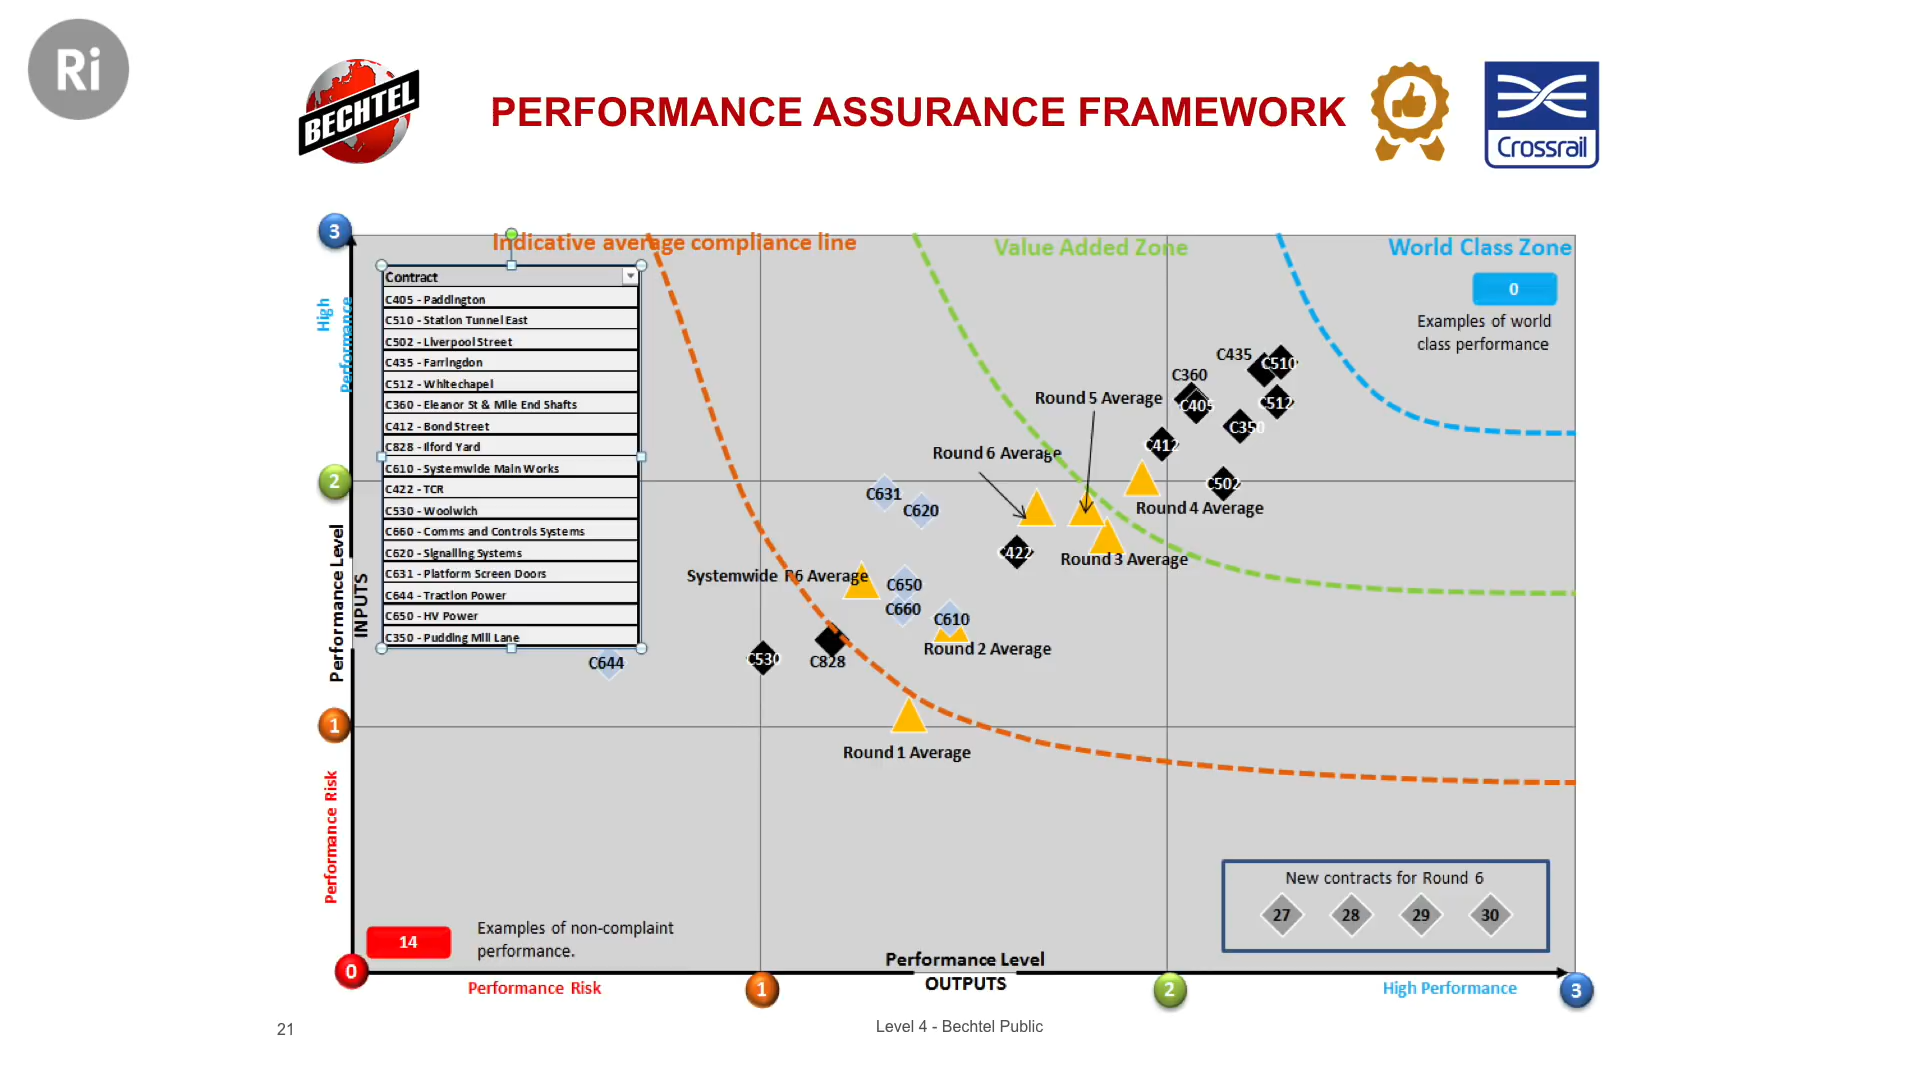 Ri
BECHTEL
PERFORMANCE ASSURANCE FRAMEWORK
Crossrail
3
Indicative average compliance line
Value Added Zone
World Class Zone
0
Examples of world
class performance
High
Performance
Contract
C405 - Paddington
C510 - Station Tunnel East
C502 - Liverpool Street
C435 - Farringdon
C512 - Whitechapel
C360 - Eleanor St & Mile End Shafts
C412 - Bond Street
C828 - Ilford Yard
C610 - Systemwide Main Works
C422 - TCR
C530 - Woolwich
C660 - Comms and Controls Systems
C620 - Signalling Systems
C631 - Platform Screen Doors
C644 - Traction Power
C650 - HV Power
C350 - Pudding Mill Lane
C435
C510
C360
C405
C512
C350
Round 5 Average
C412
Round 6 Average
2
C502
C631
C620
Round 4 Average
C422
Round 3 Average
Systemwide R6 Average
C650
C660
C610
Round 2 Average
C644
C530
C828
Performance Level
INPUTS
1
Round 1 Average
Performance Risk
New contracts for Round 6
27
28
29
30
14
Examples of non-complaint
performance.
Performance Level
OUTPUTS
0
Performance Risk
1
2
High Performance
3
21
Level 4 - Bechtel Public